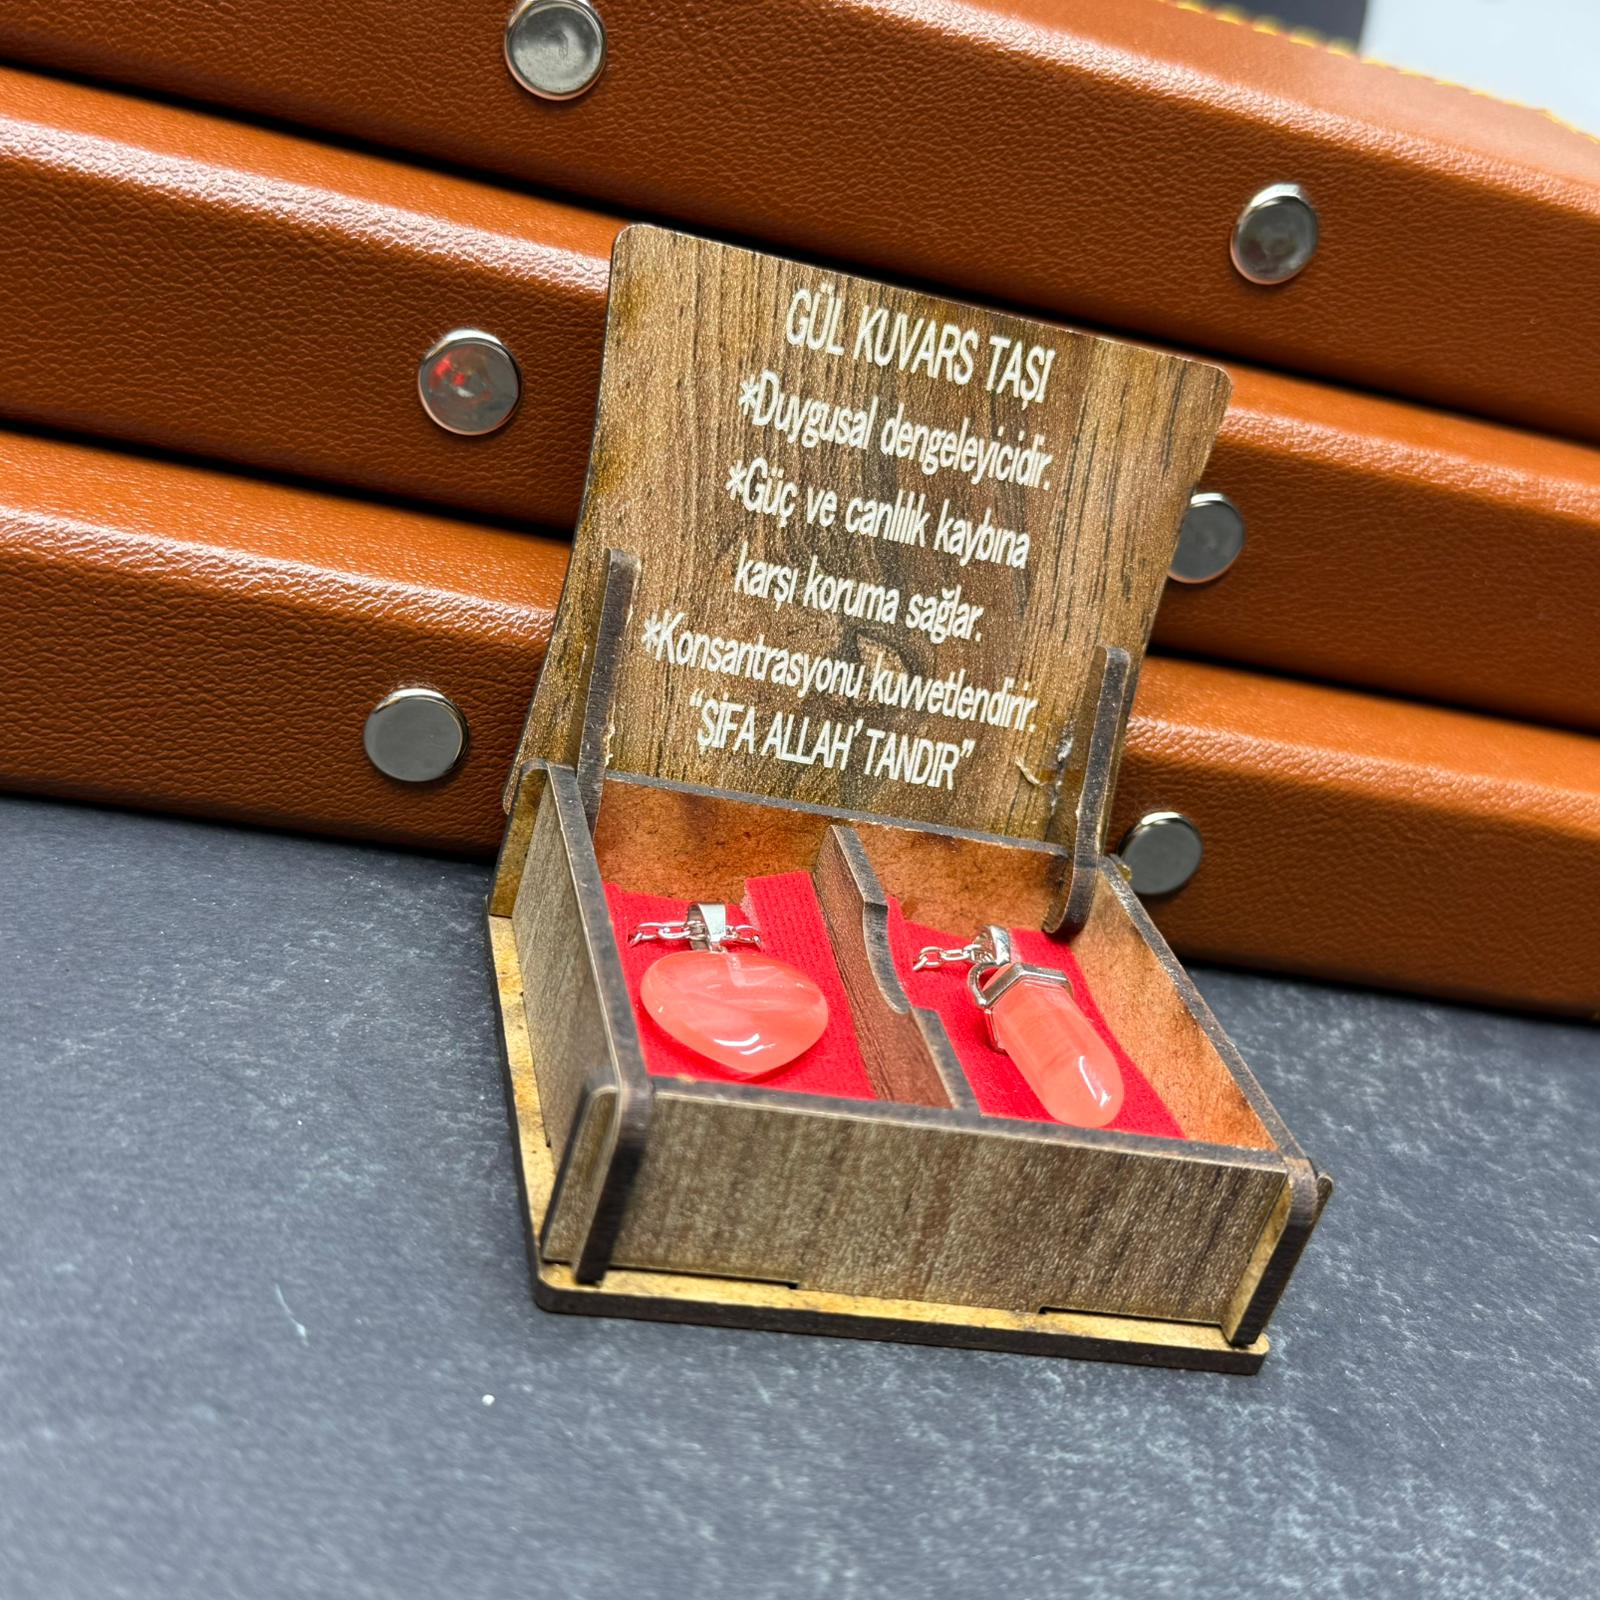 GÜL KUVARS TAŞI
*Duygusal dengeleyicidir.
*Güç ve canlılık kaybına
karşı koruma sağlar.
*Konsantrasyonu kuvvetlendirir.
“ŞİFA ALLAH' TANDIR”